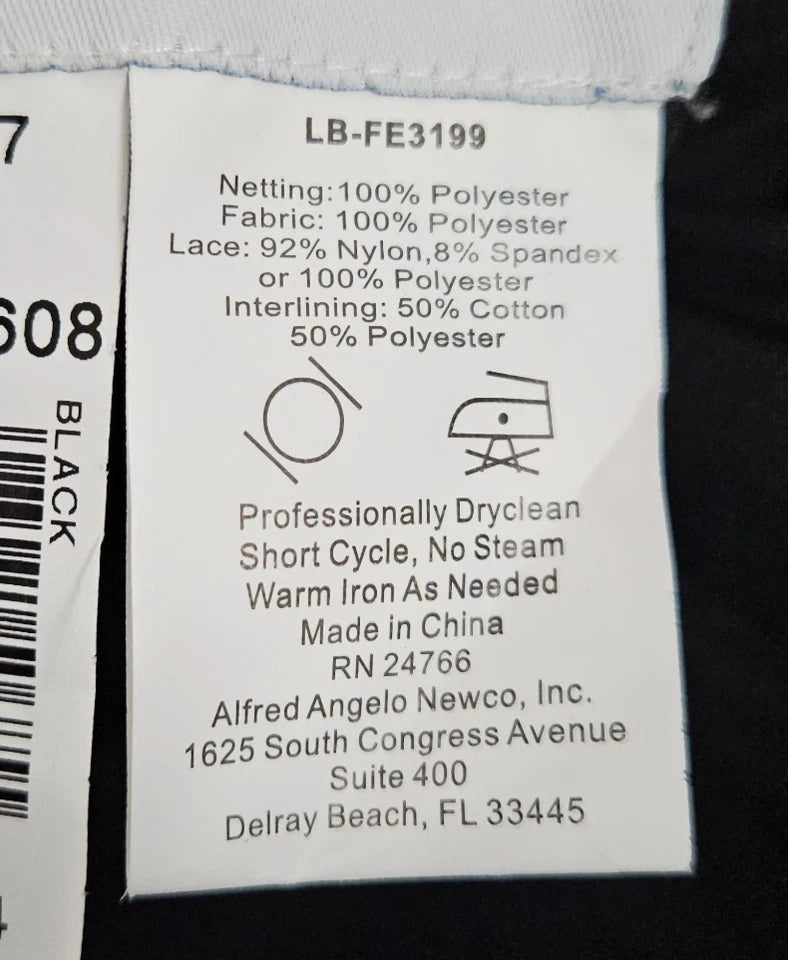 LB-FE3199
Netting:100% Polyester
Fabric: 100% Polyester
Lace: 92% Nylon,8% Spandex
or 100% Polyester
Interlining: 50% Cotton
50% Polyester
Professionally Dryclean
Short Cycle, No Steam
Warm Iron As Needed
Made in China
RN 24766
Alfred Angelo Newco, Inc.
1625 South Congress Avenue
Suite 400
Delray Beach, FL 33445
7
608
BLACK